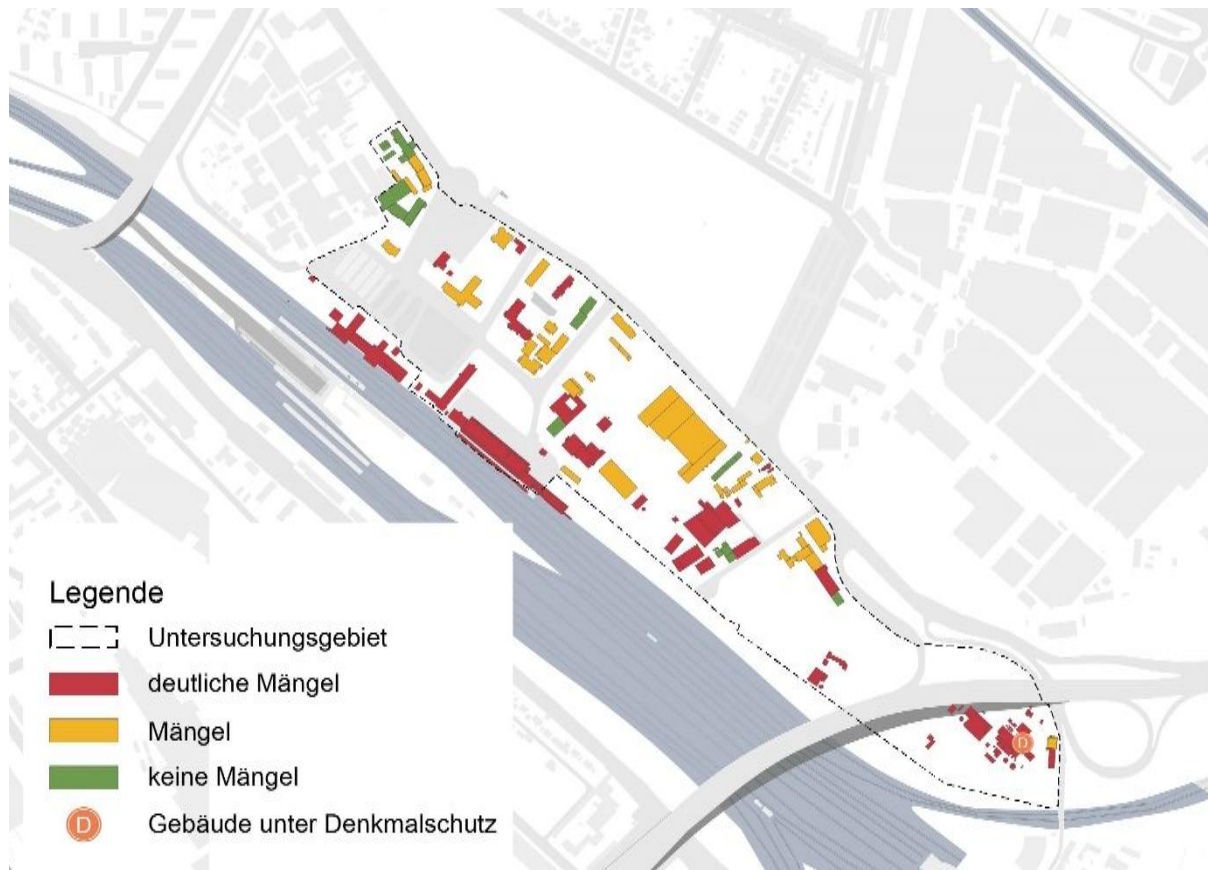 D
Legende
Untersuchungsgebiet
deutliche Mängel
Mängel
keine Mängel
D Gebäude unter Denkmalschutz